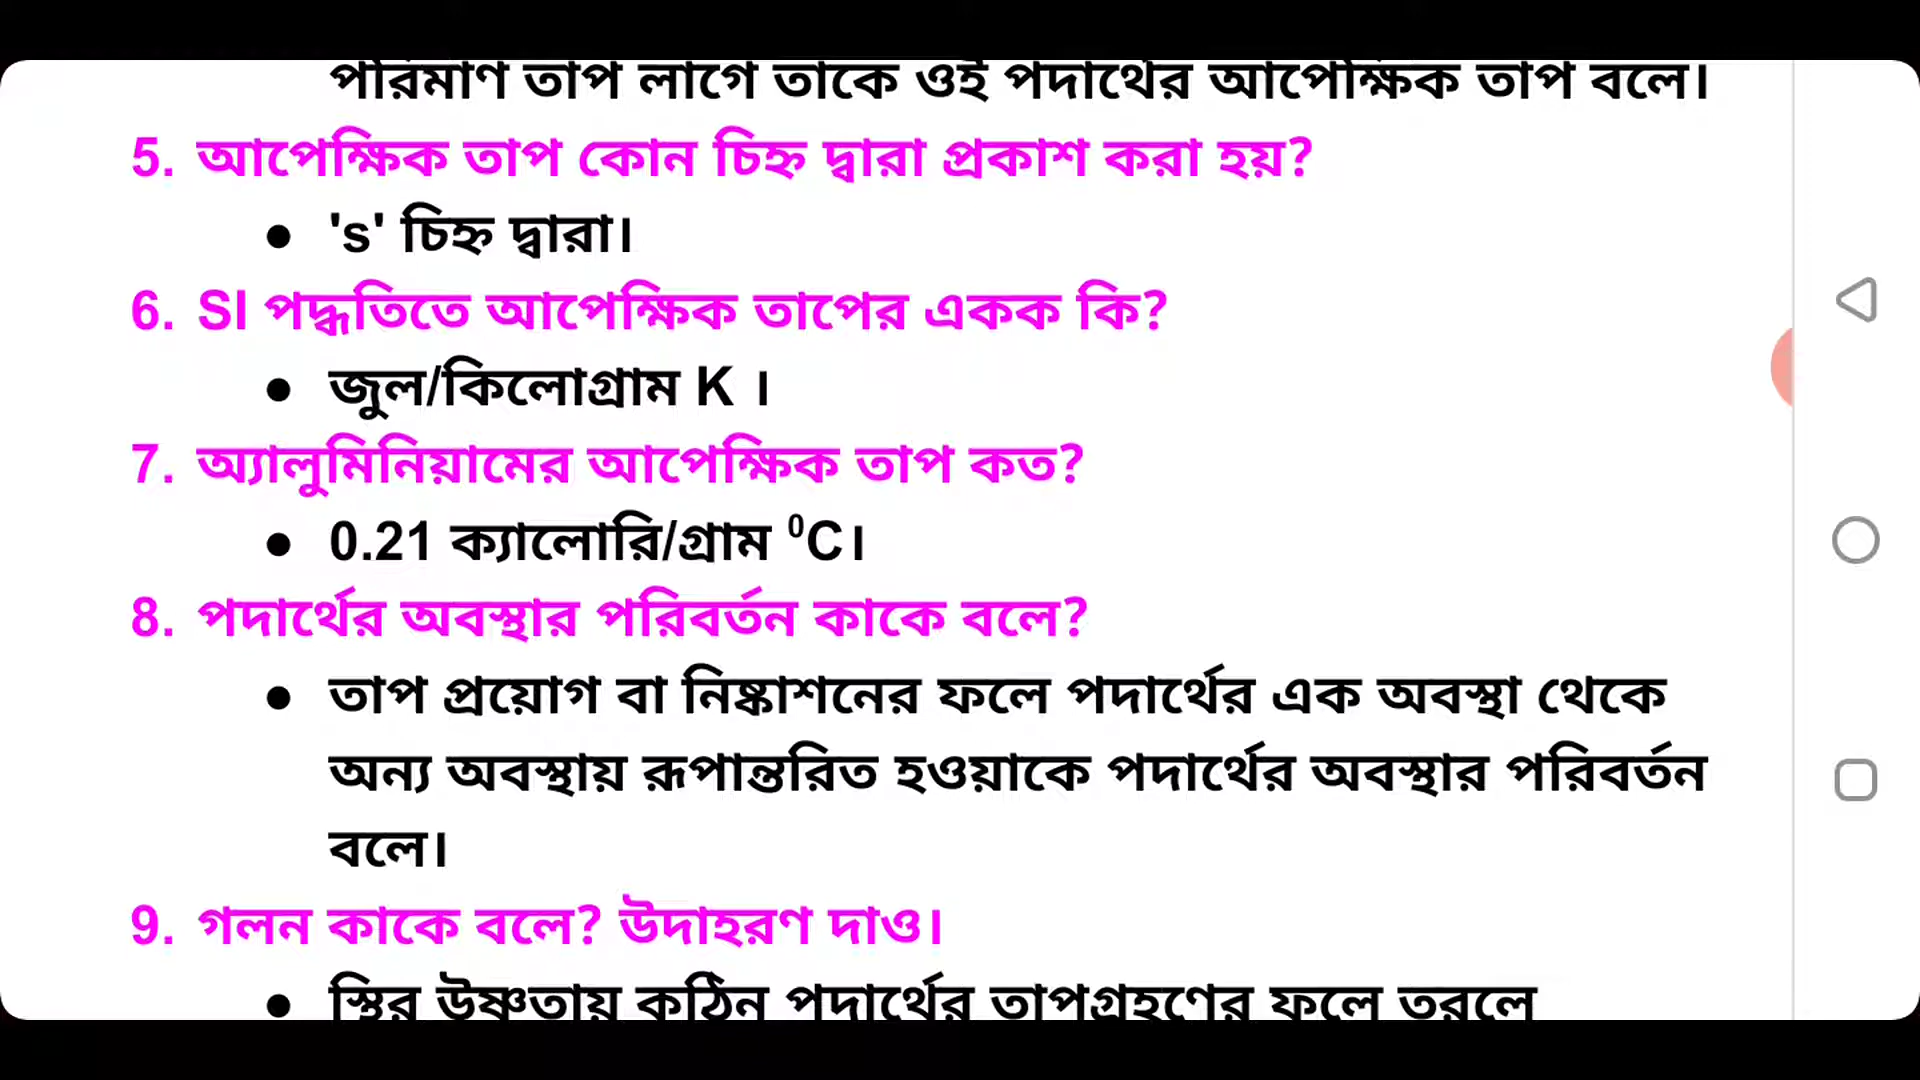 পরিমাণ তাপ লাগে তাকে ওই পদার্থের আপেক্ষিক তাপ বলে।
5. আপেক্ষিক তাপ কোন চিহ্ন দ্বারা প্রকাশ করা হয়?
● 's' চিহ্ন দ্বারা।
6. SI পদ্ধতিতে আপেক্ষিক তাপের একক কি?
● জুল/কিলোগ্রাম K ।
7. অ্যালুমিনিয়ামের আপেক্ষিক তাপ কত?
● 0.21 ক্যালোরি/গ্রাম ⁰C।
8. পদার্থের অবস্থার পরিবর্তন কাকে বলে?
● তাপ প্রয়োগ বা নিষ্কাশনের ফলে পদার্থের এক অবস্থা থেকে
অন্য অবস্থায় রূপান্তরিত হওয়াকে পদার্থের অবস্থার পরিবর্তন
বলে।
9. গলন কাকে বলে? উদাহরণ দাও।
● স্থির উষ্ণতায় কঠিন পদার্থের তাপগ্রহণের ফলে তরলে